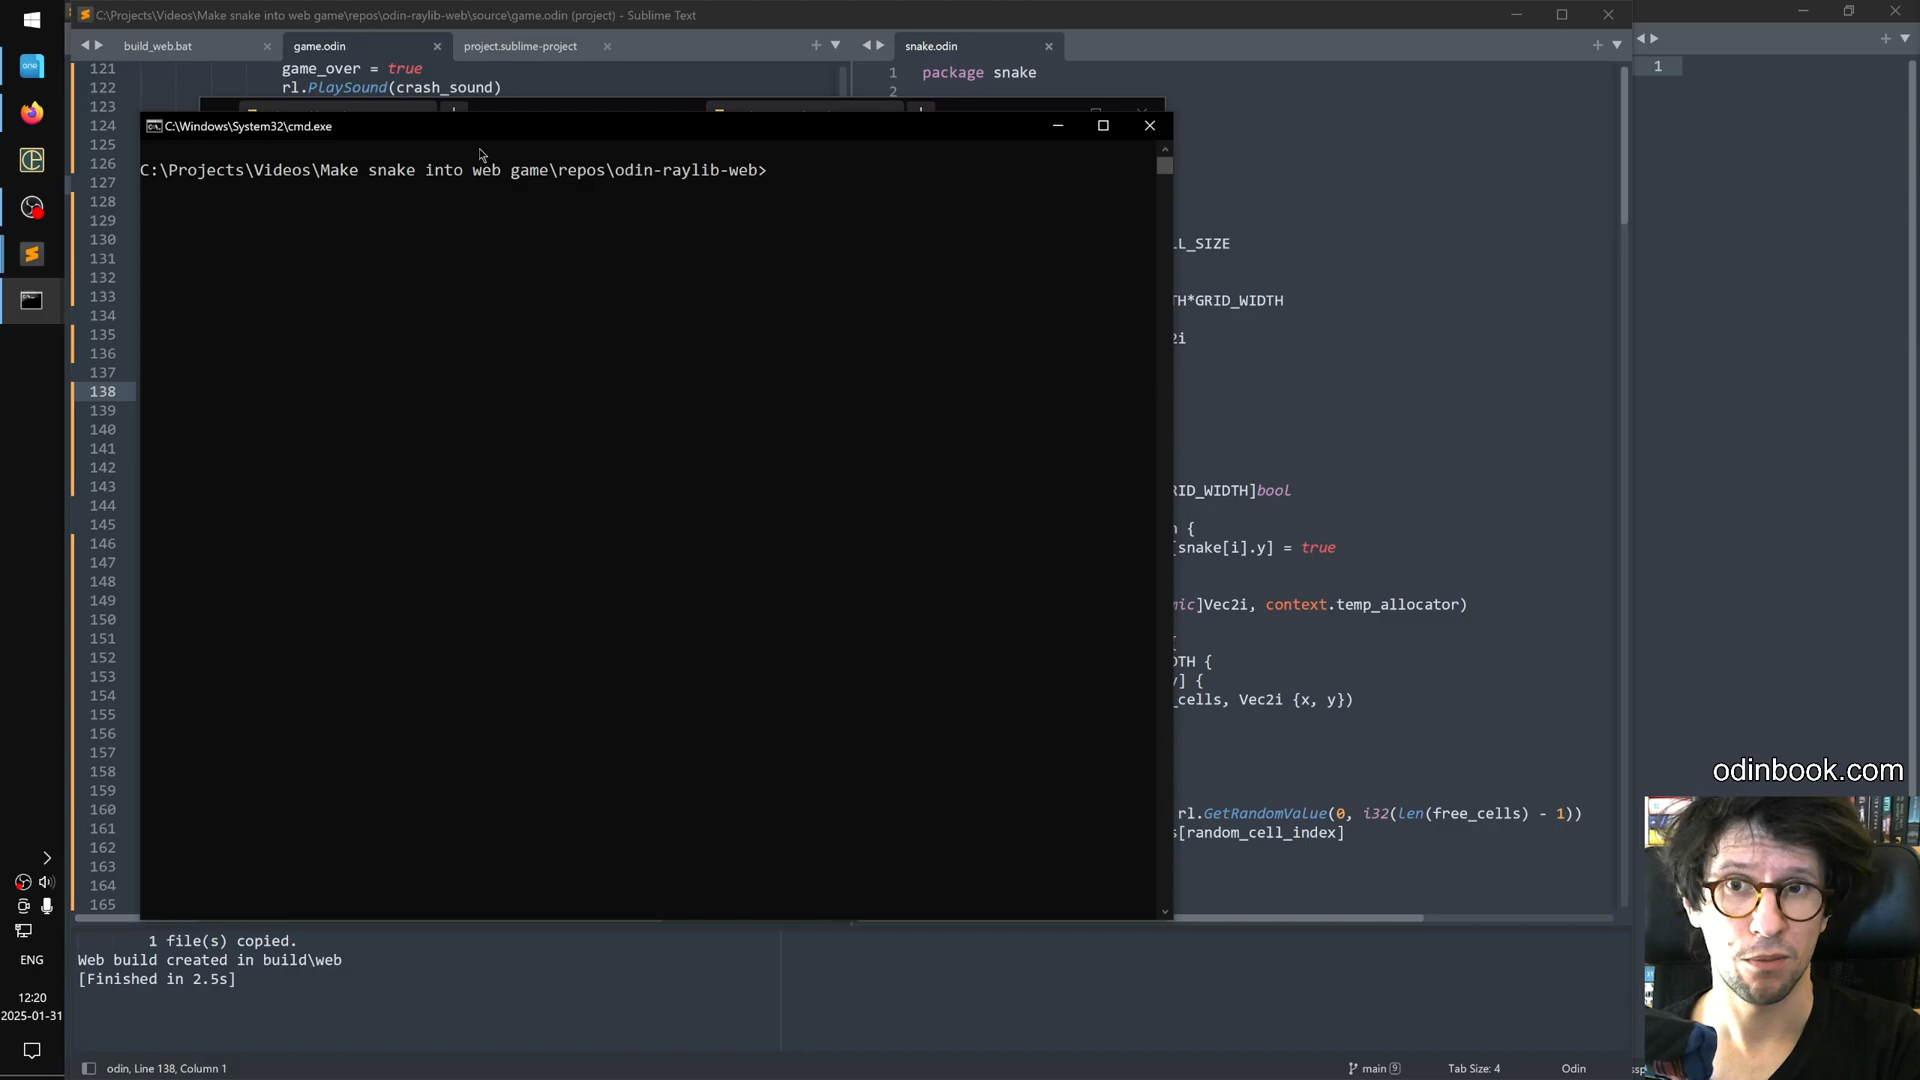 C:\Projects\Videos\Make snake into web game\repos\odin-raylib-web\source\game.odin (project) - Sublime Text
build_web.bat
game.odin
project.sublime-project
snake.odin
121 game_over = true
122 rl.PlaySound(crash_sound)
123
124
125
126
127
128
129
130
131
132
133
134
135
136
137
138
139
140
141
142
143
144
145
146
147
148
149
150
151
152
153
154
155
156
157
158
159
160
161
162
163
164
165
C:\Windows\System32\cmd.exe
C:\Projects\Videos\Make snake into web game\repos\odin-raylib-web>
1 package snake
2
LL_SIZE
TH*GRID_WIDTH
2i
RID_WIDTH]bool
{
[snake[i].y] = true
mic]Vec2i, context.temp_allocator)
DTH {
y] {
_cells, Vec2i {x, y})
rl.GetRandomValue(0, i32(len(free_cells) - 1))
s[random_cell_index]
1
odinbook.com
1 file(s) copied.
Web build created in build\web
[Finished in 2.5s]
odin, Line 138, Column 1
main 9
Tab Size: 4
Odin
one
ENG
12:20
2025-01-31